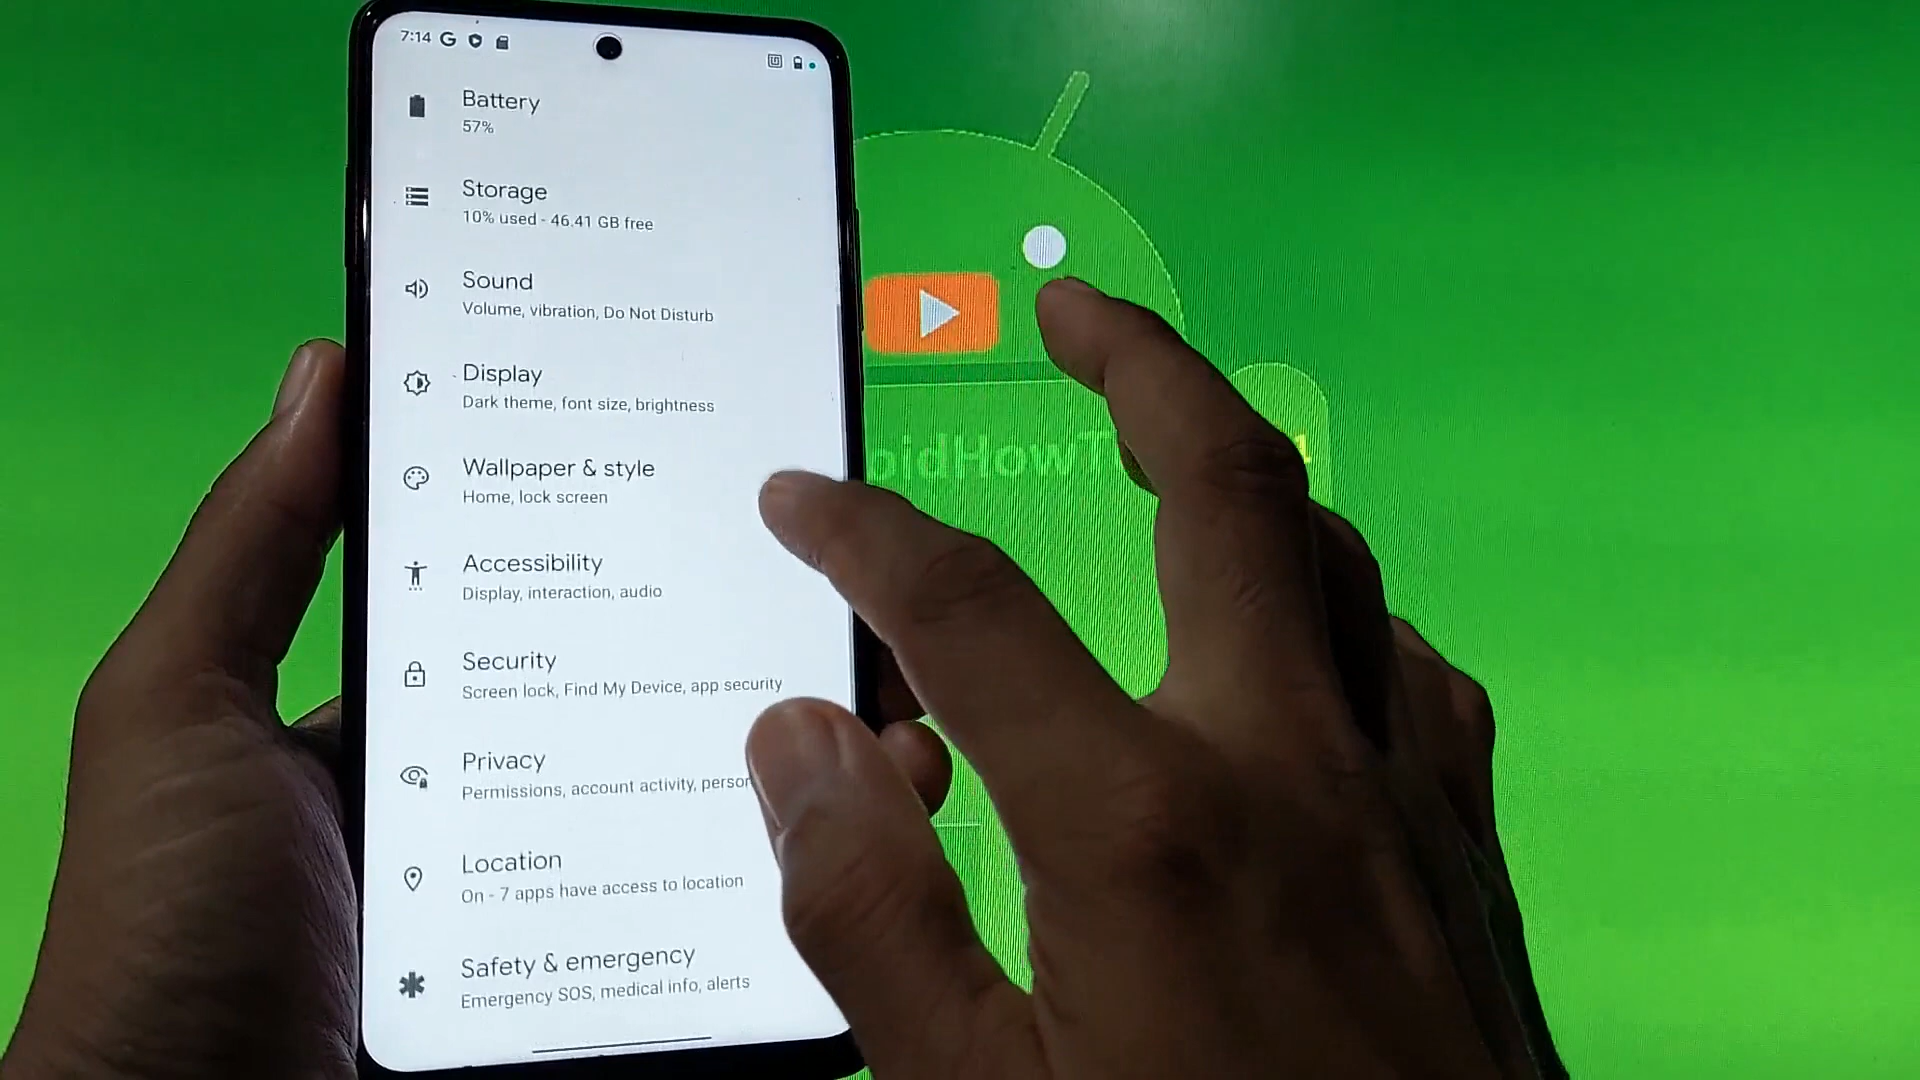 7:14
Battery
57%
Storage
10% used - 46.41 GB free
Sound
Volume, vibration, Do Not Disturb
Display
Dark theme, font size, brightness
Wallpaper & style
Home, lock screen
oidHowT
Accessibility
Display, interaction, audio
Security
Screen lock, Find My Device, app security
Privacy
Permissions, account activity, person
Location
On - 7 apps have access to location
Safety & emergency
Emergency SOS, medical info, alerts